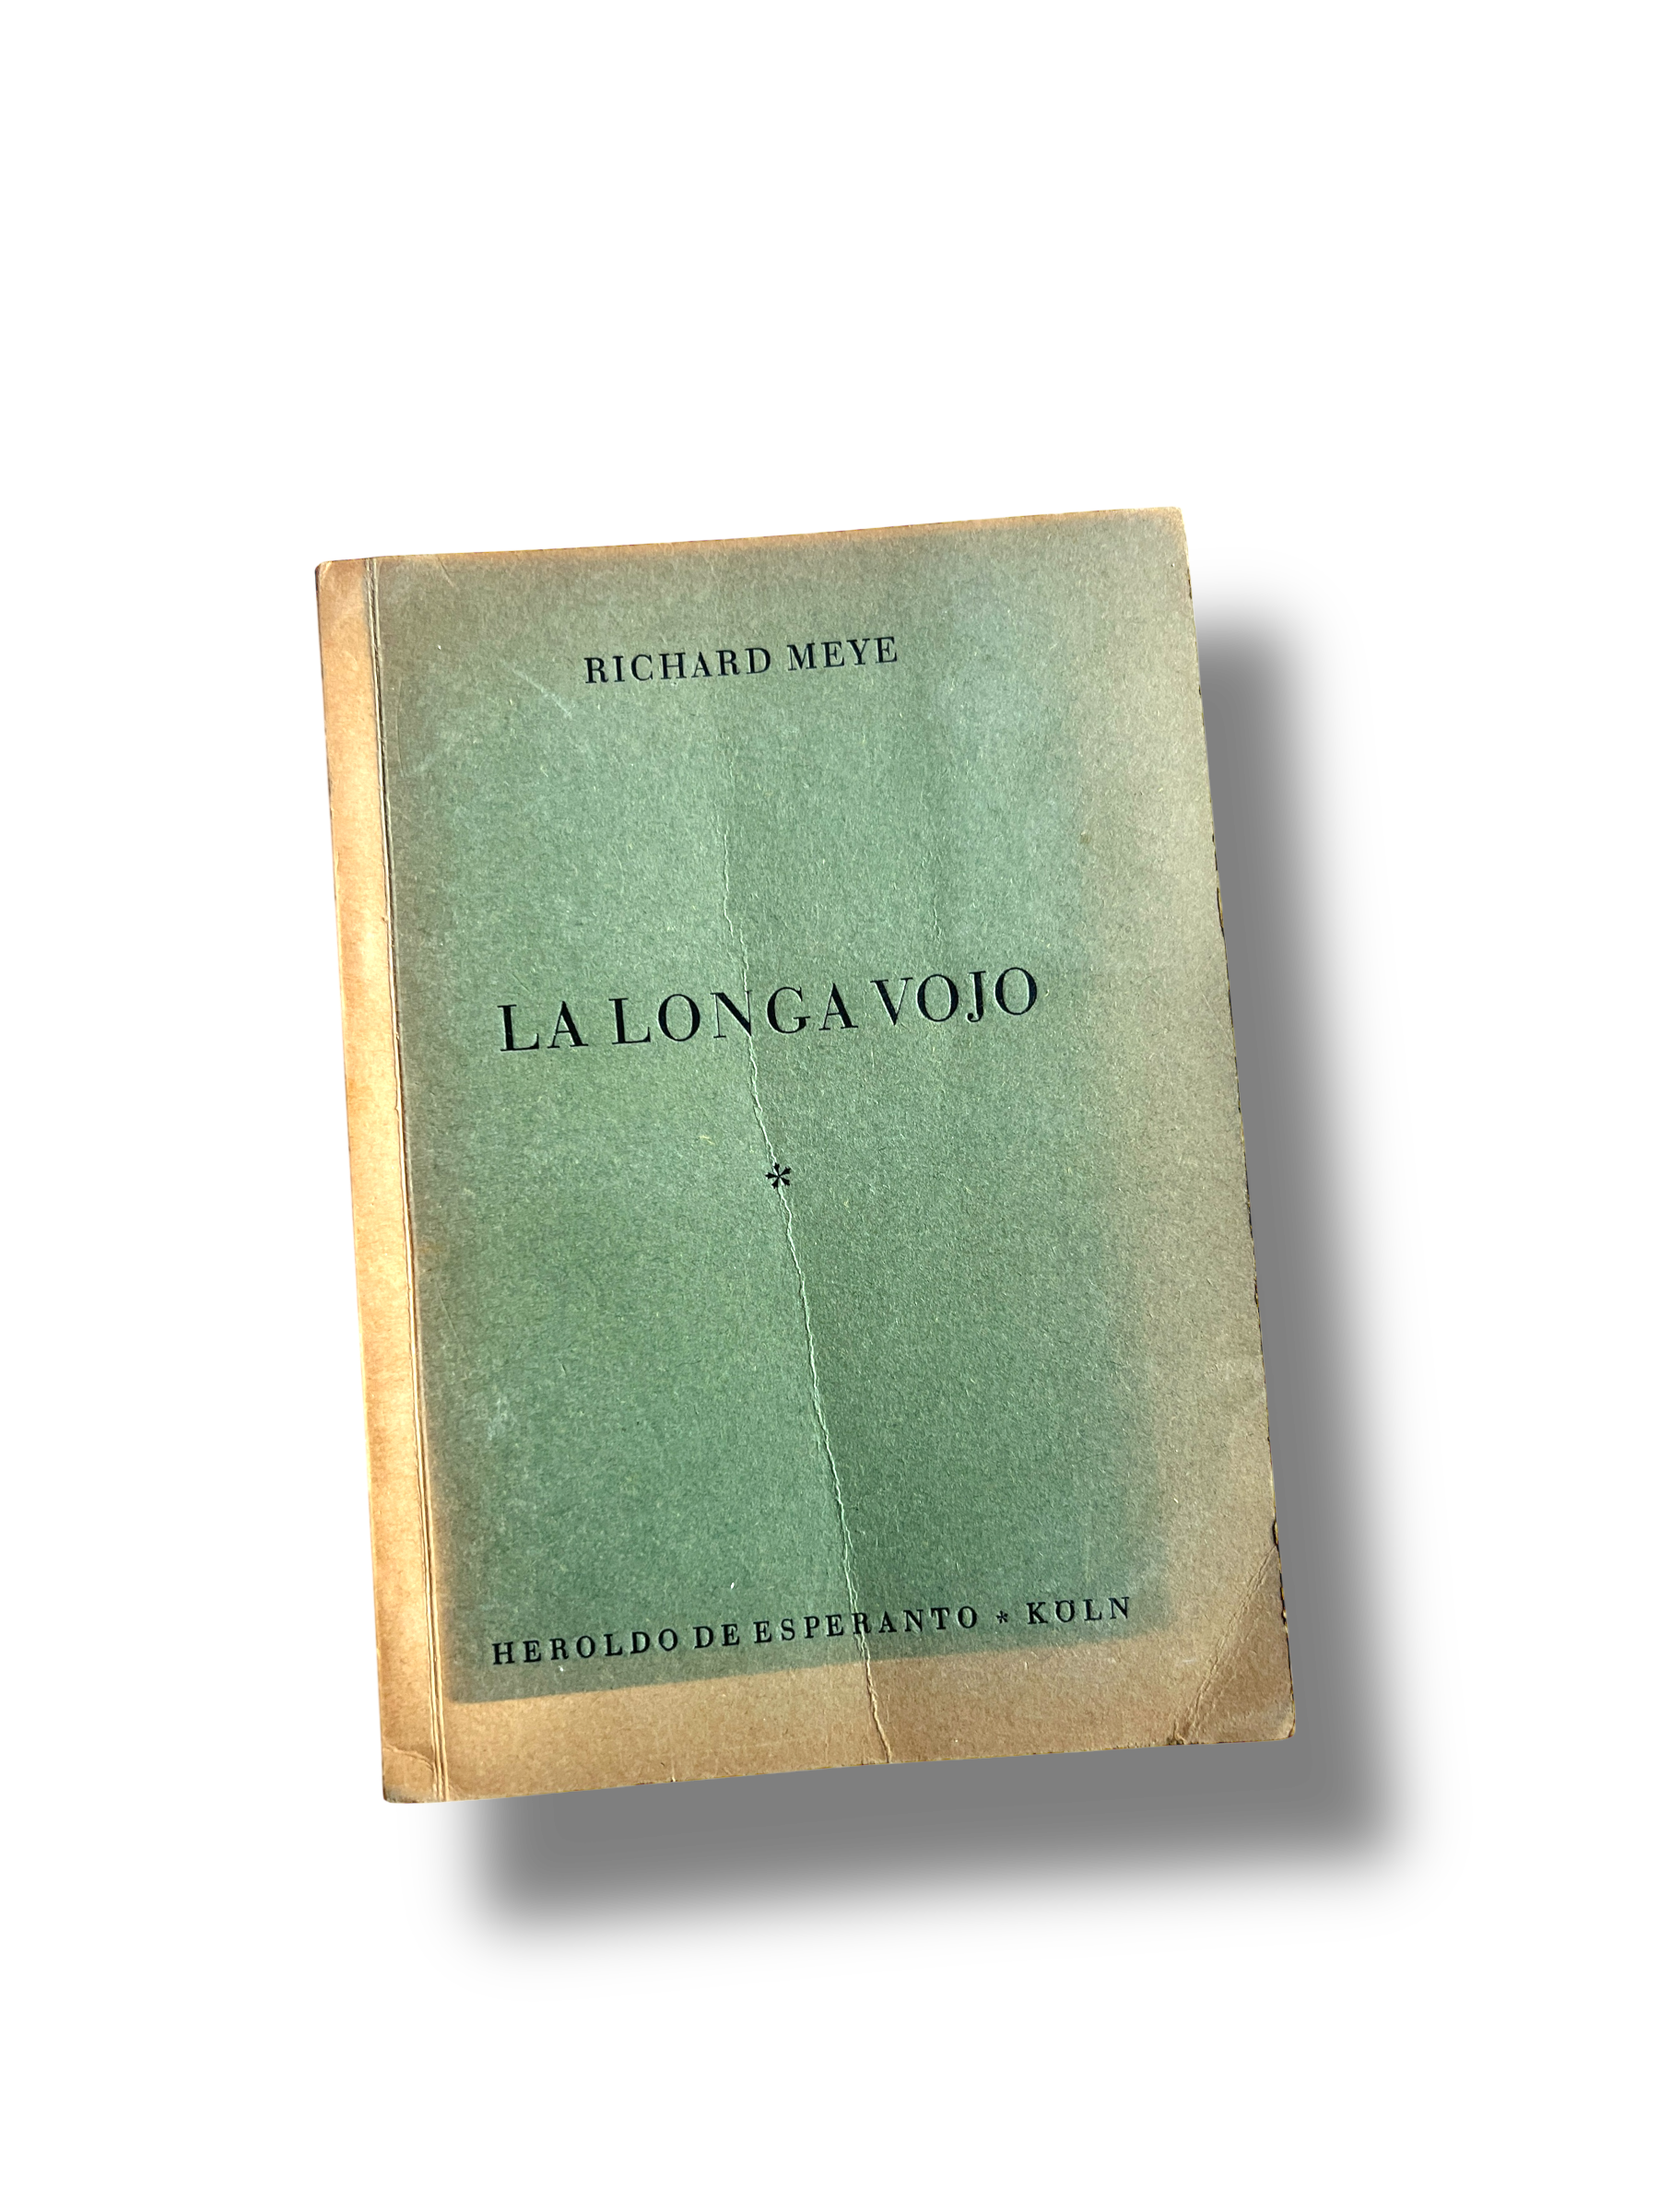 RICHARD MEYE
LA LONGA VOJO
*
HEROLDO DE ESPERANTO * KÖLN